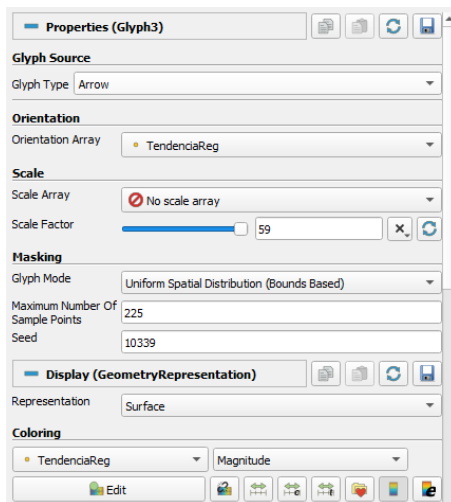 Properties (Glyph3)
Glyph Source
Glyph Type Arrow
Orientation
Orientation Array TendenciaReg
Scale
Scale Array No scale array
Scale Factor 59
Masking
Glyph Mode Uniform Spatial Distribution (Bounds Based)
Maximum Number Of
Sample Points 225
Seed 10339
Display (GeometryRepresentation)
Representation Surface
Coloring
TendenciaReg Magnitude
Edit